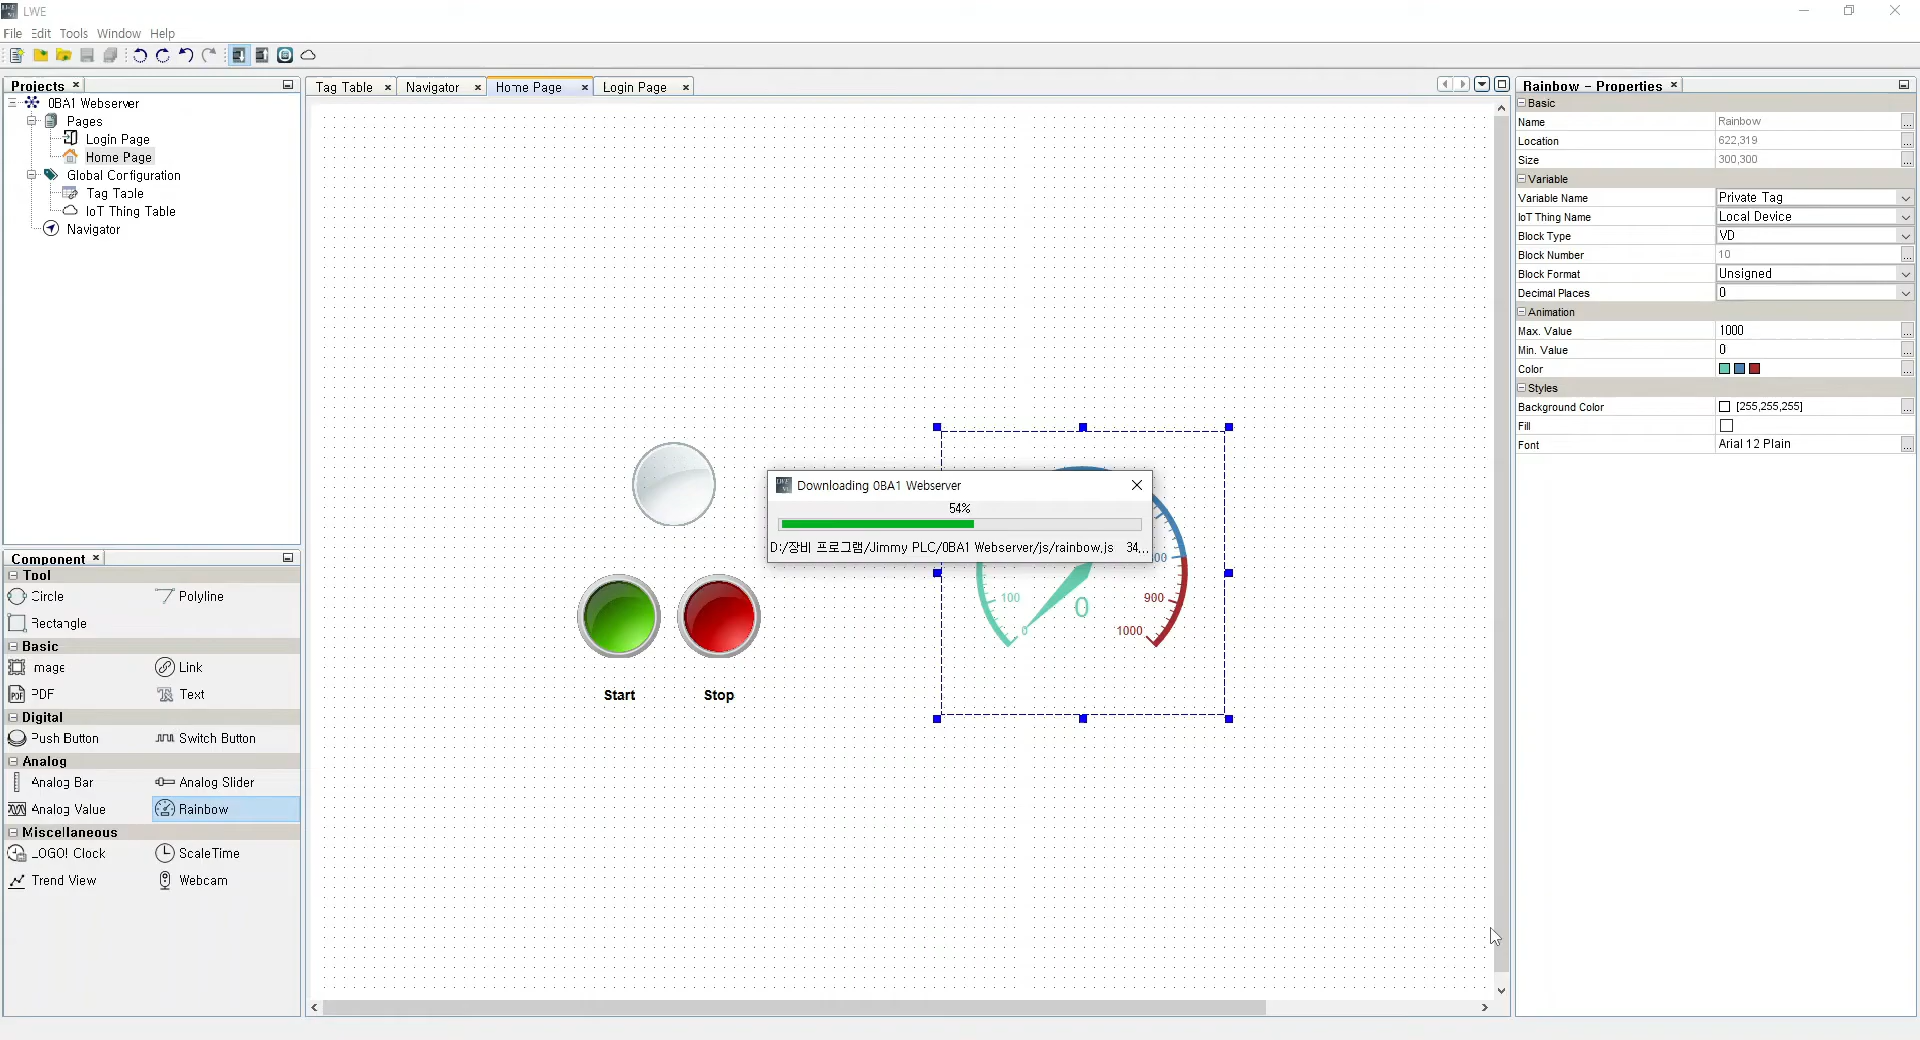 LWE
File Edit Tools Window Help
Projects
0BA1 Webserver
Pages
Login Page
Home Page
Global Configuration
Tag Table
IoT Thing Table
Navigator
Component
Tool
Circle Polyline
Rectangle
Basic
Image Link
PDF Text
Digital
Push Button Switch Button
Analog
Analog Bar Analog Slider
Analog Value Rainbow
Miscellaneous
LOGO! Clock ScaleTime
Trend View Webcam
Tag Table Navigator Home Page Login Page
Downloading 0BA1 Webserver
54%
D:/장비 프로그램/Jimmy PLC/0BA1 Webserver/js/rainbow.js 34...
100
0
0
900
1000
Start Stop
Rainbow - Properties
Basic
Name Rainbow
Location 622,319
Size 300,300
Variable
Variable Name Private Tag
IoT Thing Name Local Device
Block Type VD
Block Number 10
Block Format Unsigned
Decimal Places 0
Animation
Max. Value 1000
Min. Value 0
Color
Styles
Background Color [255,255,255]
Fill
Font Arial 12 Plain